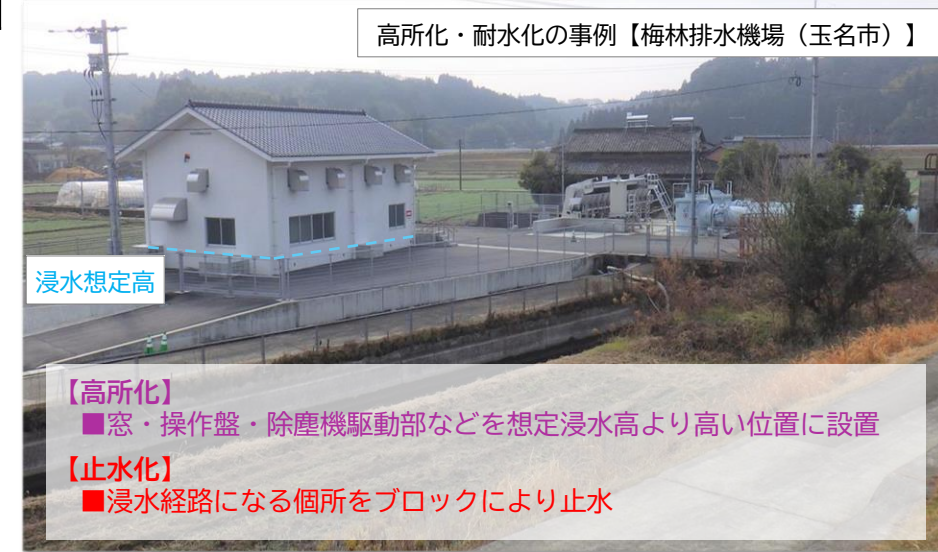 高所化・耐水化の事例【梅林排水機場（玉名市）】
浸水想定高
【高所化】
■窓・操作盤・除塵機駆動部などを想定浸水高より高い位置に設置
【止水化】
■浸水経路になる個所をブロックにより止水